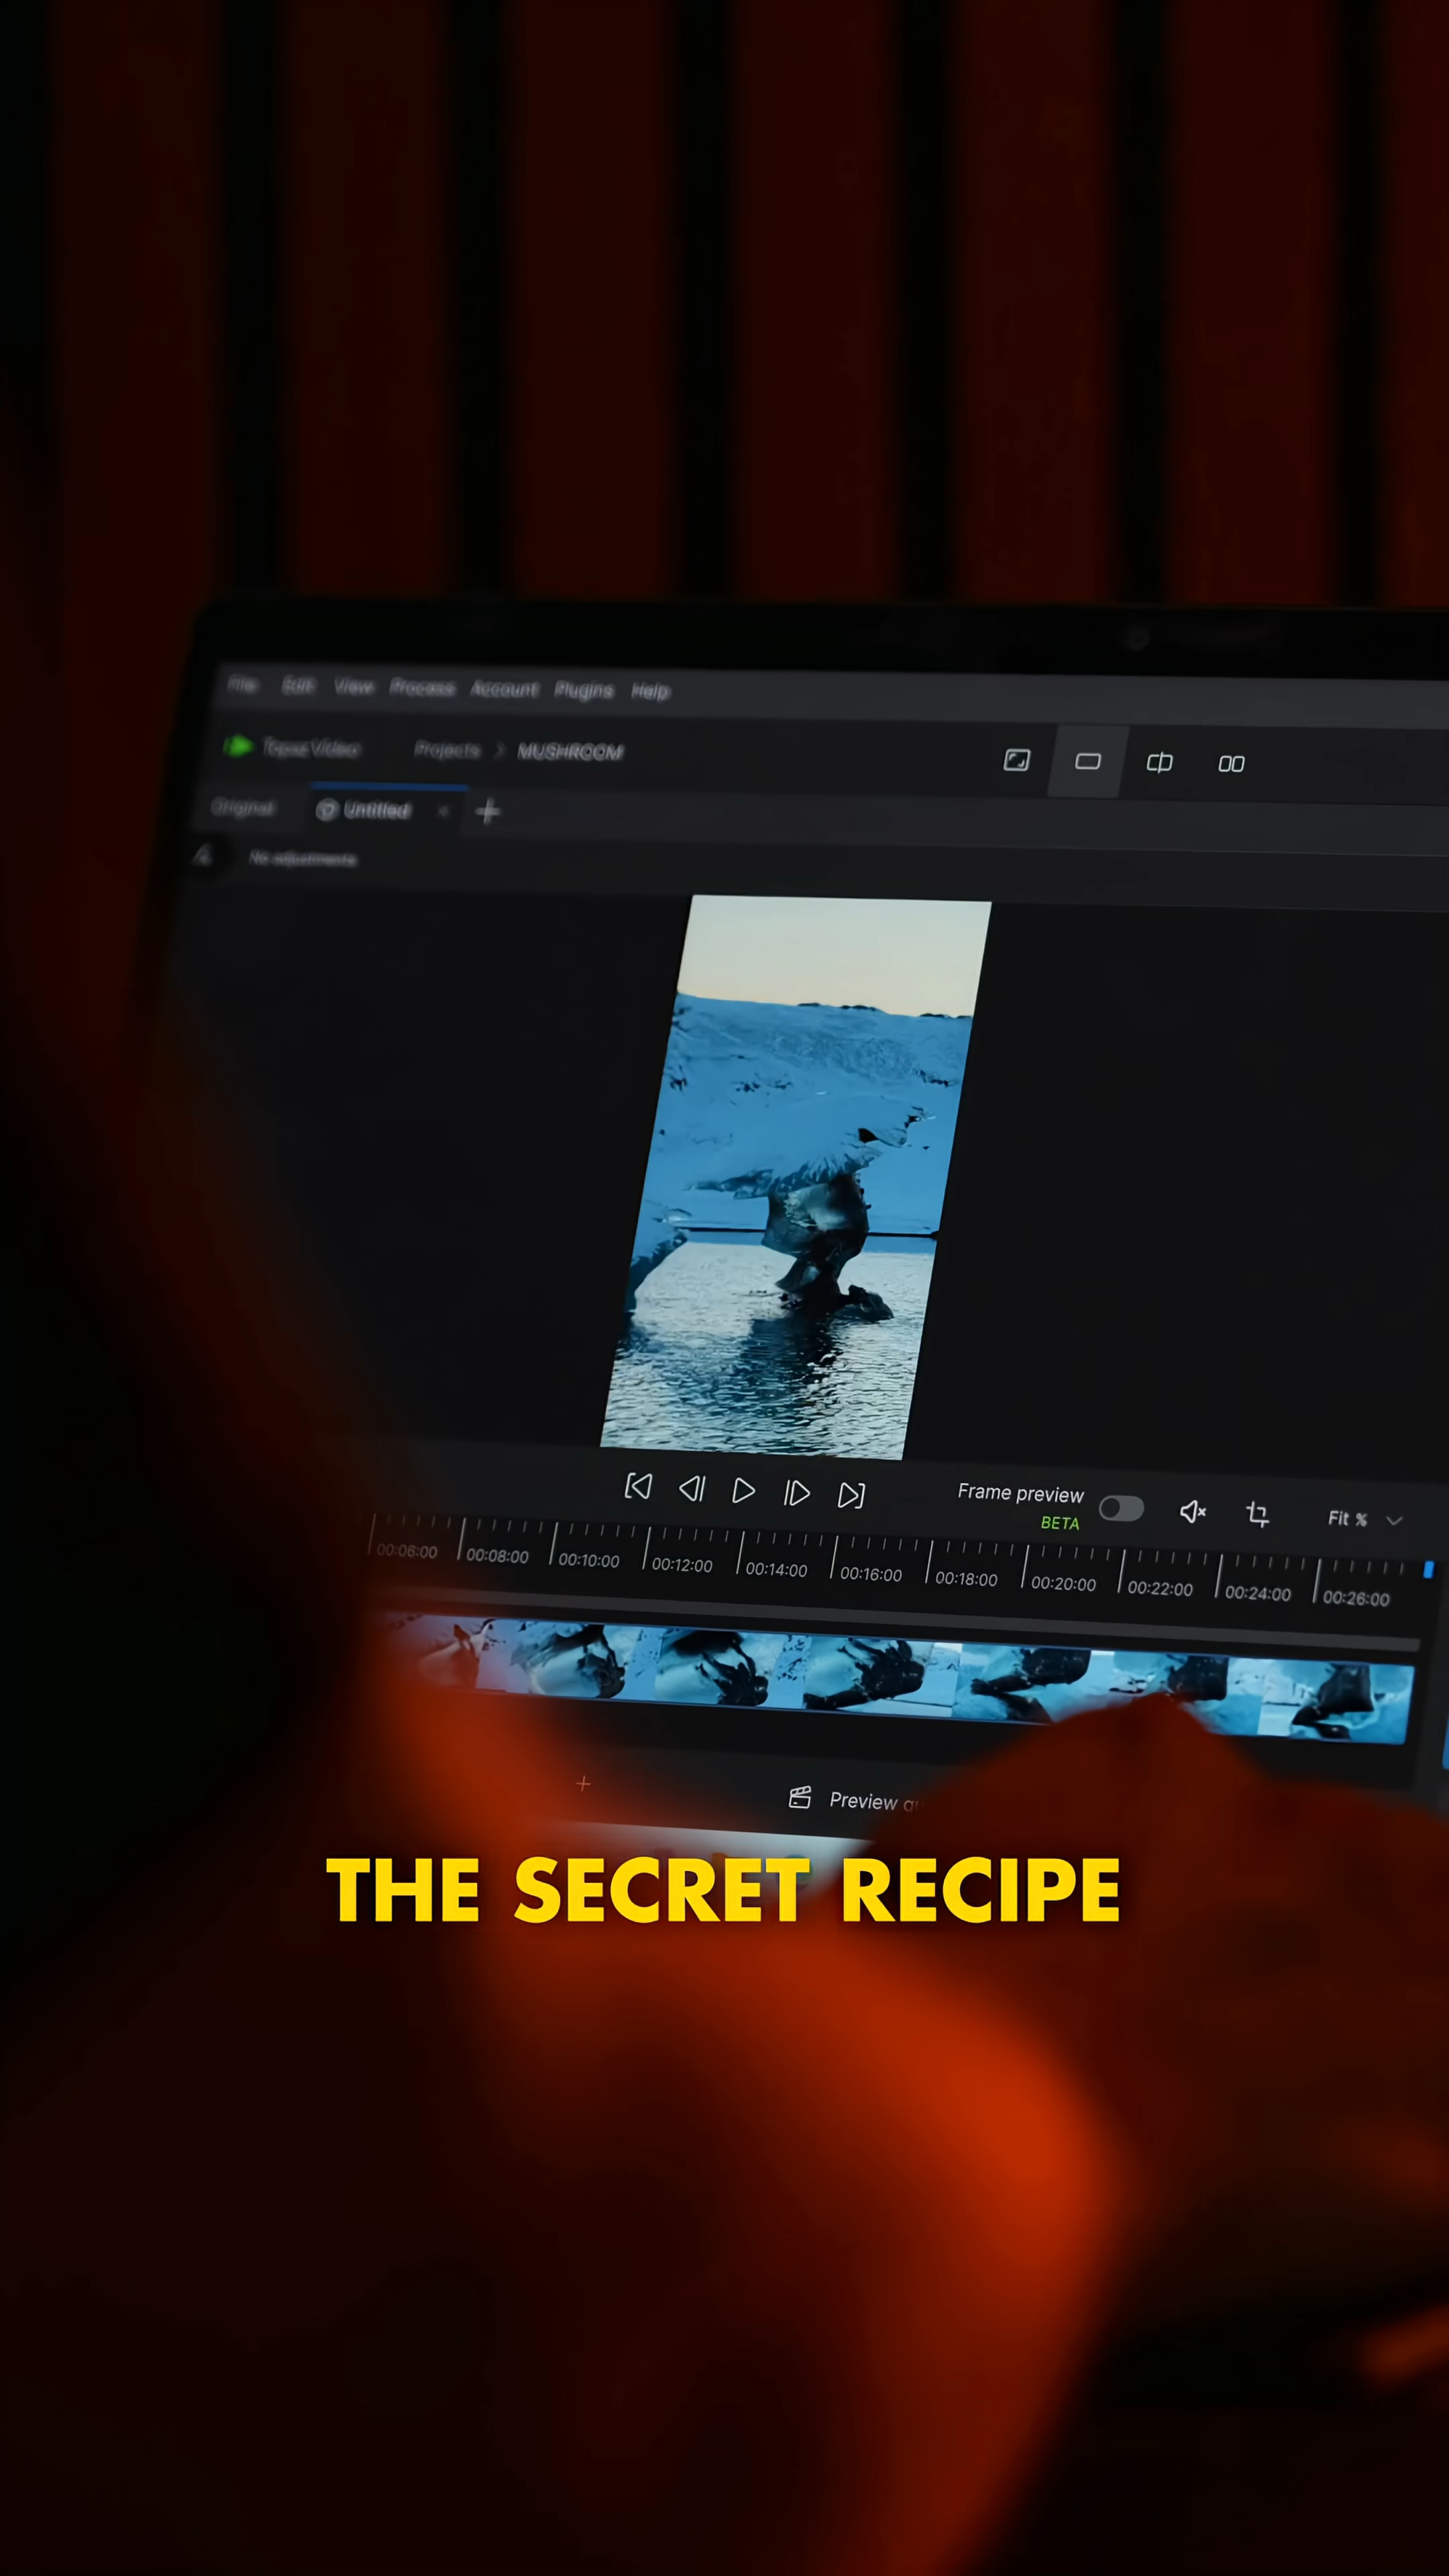 File Edit View Process Account Plugins Help
Topaz Video Projects > MUSHROOM
Original Untitled × +
No adjustments
Frame preview
BETA
Fit %
00:06:00 00:08:00 00:10:00 00:12:00 00:14:00 00:16:00 00:18:00 00:20:00 00:22:00 00:24:00 00:26:00
Preview
THE SECRET RECIPE